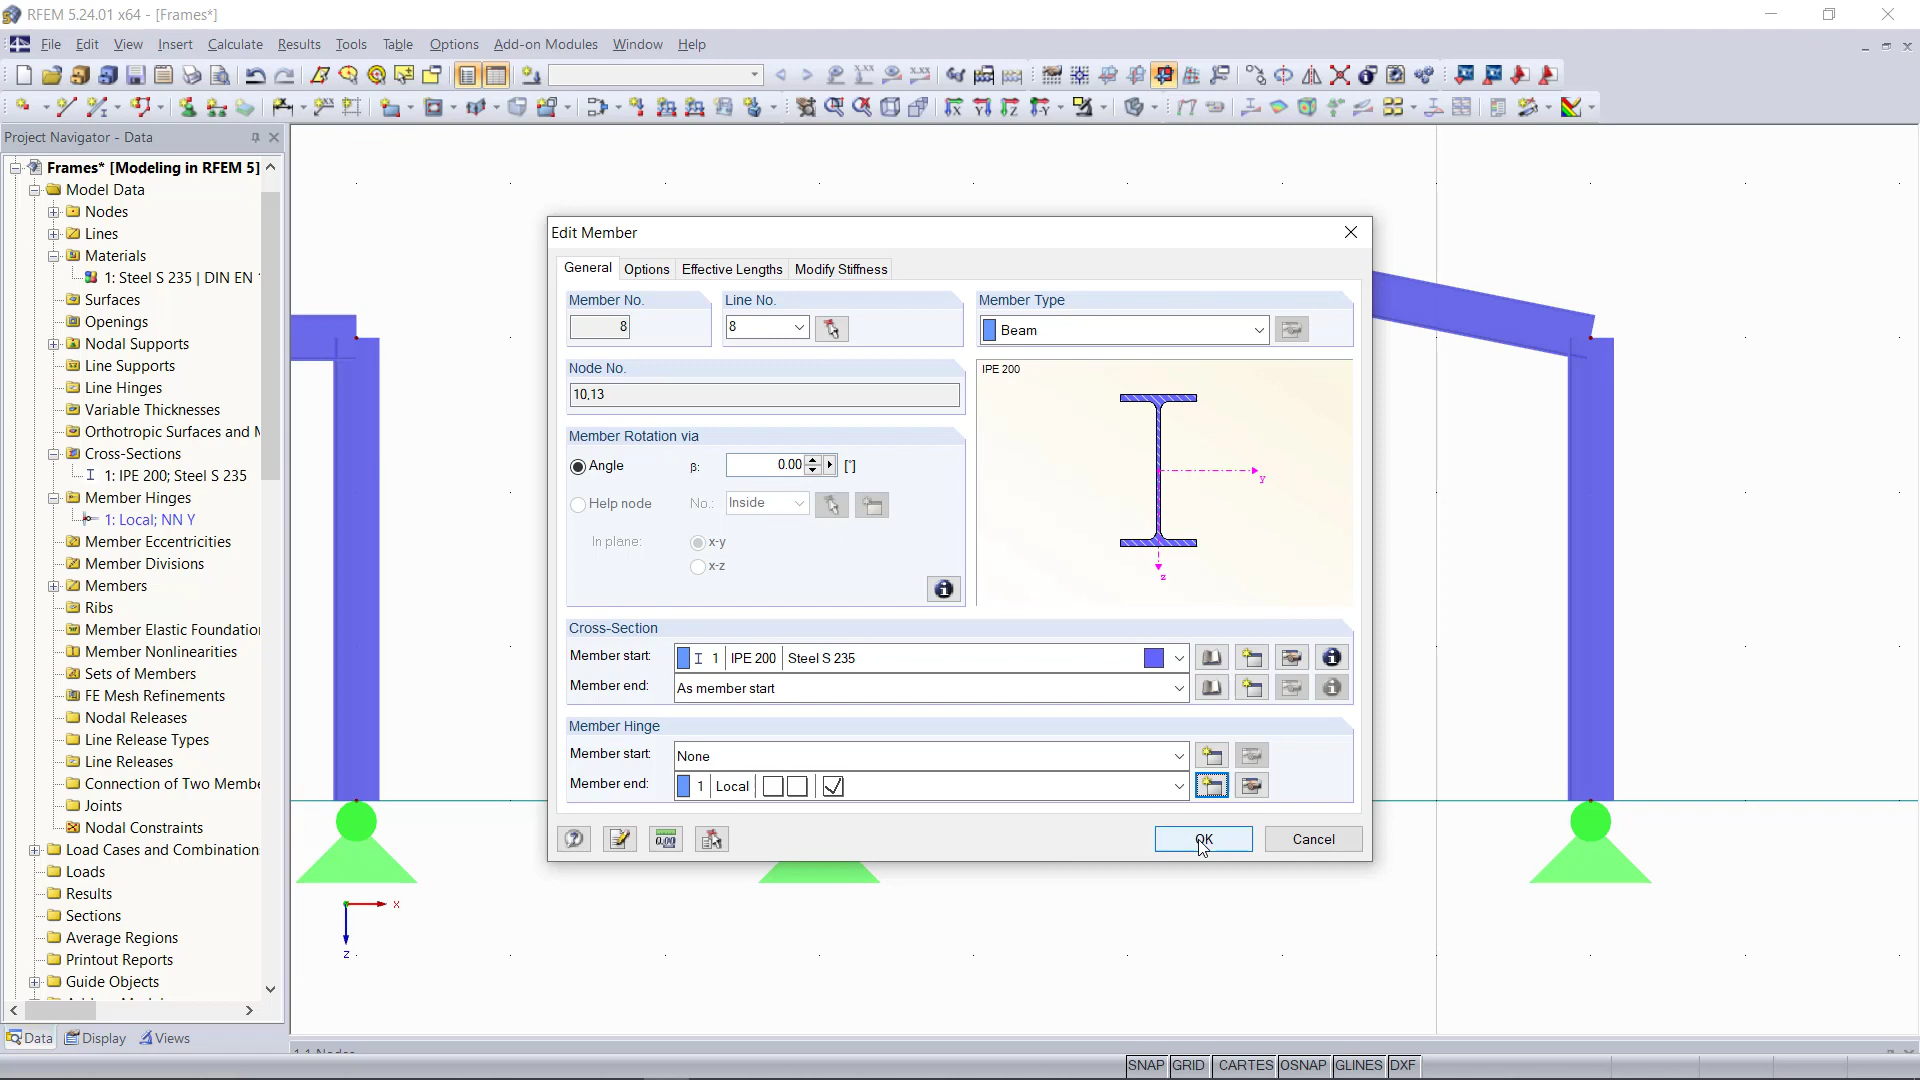 RFEM 5.24.01 x64 - [Frames*]
File Edit View Insert Calculate Results Tools Table Options Add-on Modules Window Help
Project Navigator - Data
Frames* [Modeling in RFEM 5]
Model Data
Nodes
Lines
Materials
1: Steel S 235 | DIN EN
Surfaces
Openings
Nodal Supports
Line Supports
Line Hinges
Variable Thicknesses
Orthotropic Surfaces and M
Cross-Sections
1: IPE 200; Steel S 235
Member Hinges
1: Local; NN Y
Member Eccentricities
Member Divisions
Members
Ribs
Member Elastic Foundation
Member Nonlinearities
Sets of Members
FE Mesh Refinements
Nodal Releases
Line Release Types
Line Releases
Connection of Two Membe
Joints
Nodal Constraints
Load Cases and Combination
Loads
Results
Sections
Average Regions
Printout Reports
Guide Objects
Data Display Views
Edit Member
General Options Effective Lengths Modify Stiffness
Member No. Line No. Member Type
8 8 Beam
Node No.
10,13
IPE 200
Member Rotation via
Angle β: 0.00 [°]
Help node No.: Inside
In plane: x-y
x-z
y
z
Cross-Section
Member start: 1 IPE 200 Steel S 235
Member end: As member start
Member Hinge
Member start: None
Member end: 1 Local
OK Cancel
x
z
SNAP GRID CARTES OSNAP GLINES DXF